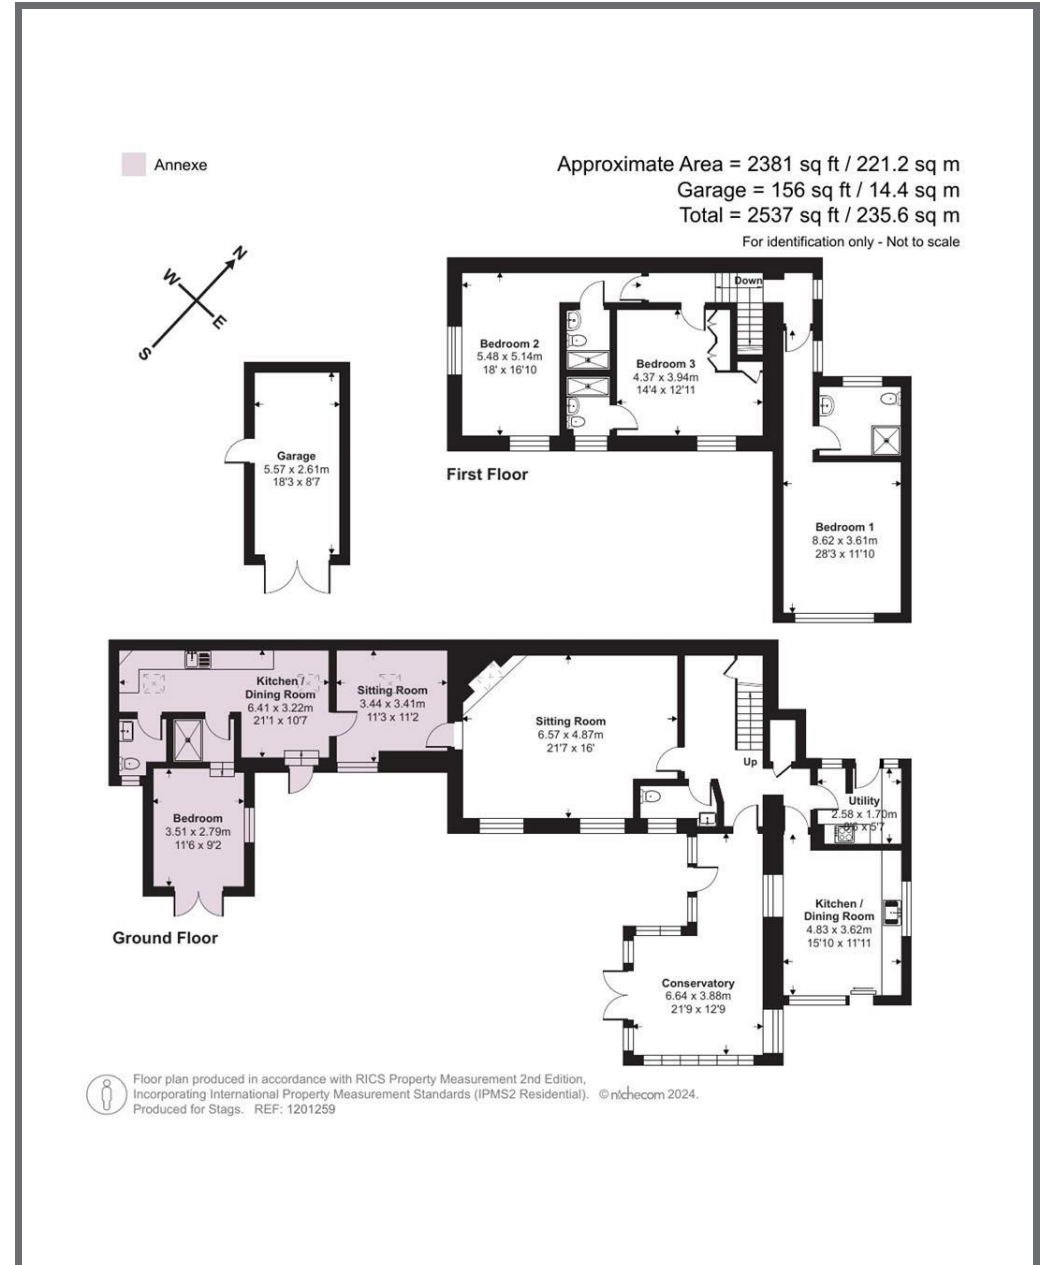 Annexe
Approximate Area = 2381 sq ft / 221.2 sq m
Garage = 156 sq ft / 14.4 sq m
Total = 2537 sq ft / 235.6 sq m
For identification only - Not to scale
N
W
E
S
Down
Bedroom 2
5.48 x 5.14m
18' x 16'10
Bedroom 3
4.37 x 3.94m
14'4 x 12'11
First Floor
Garage
5.57 x 2.61m
18'3 x 8'7
Bedroom 1
8.62 x 3.61m
28'3 x 11'10
Kitchen /
Dining Room
6.41 x 3.22m
21'1 x 10'7
Sitting Room
3.44 x 3.41m
11'3 x 11'2
Sitting Room
6.57 x 4.87m
21'7 x 16'
Up
Utility
2.58 x 1.70m
8'6 x 5'7
Bedroom
3.51 x 2.79m
11'6 x 9'2
Kitchen /
Dining Room
4.83 x 3.62m
15'10 x 11'11
Ground Floor
Conservatory
6.64 x 3.88m
21'9 x 12'9
Floor plan produced in accordance with RICS Property Measurement 2nd Edition,
Incorporating International Property Measurement Standards (IPMS2 Residential). © nichecom 2024.
Produced for Stags. REF: 1201259